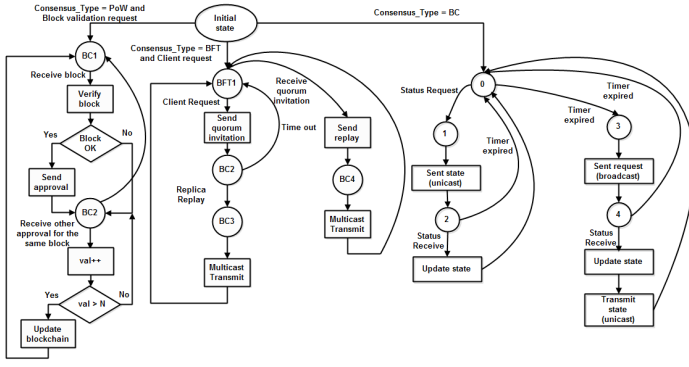 Consensus_Type = PoW and
Block validation request
Initial
state
Consensus_Type = BC
Consensus_Type = BFT
and Client request
BC1
Receive block
Verify
block
Yes
Block
OK
No
Send
approval
BC2
Receive other
approval for the
same block
val++
Yes
val > N
No
Update
blockchain
BFT1
Client Request
Send
quorum
invitation
Time out
BC2
Replica
Replay
BC3
Multicast
Transmit
Receive
quorum
invitation
Send
replay
BC4
Multicast
Transmit
0
Status Request
1
Sent state
(unicast)
Timer
expired
2
Status
Receive
Update state
Timer
expired
3
Sent request
(broadcast)
Timer
expired
4
Status
Receive
Update state
Transmit
state
(unicast)